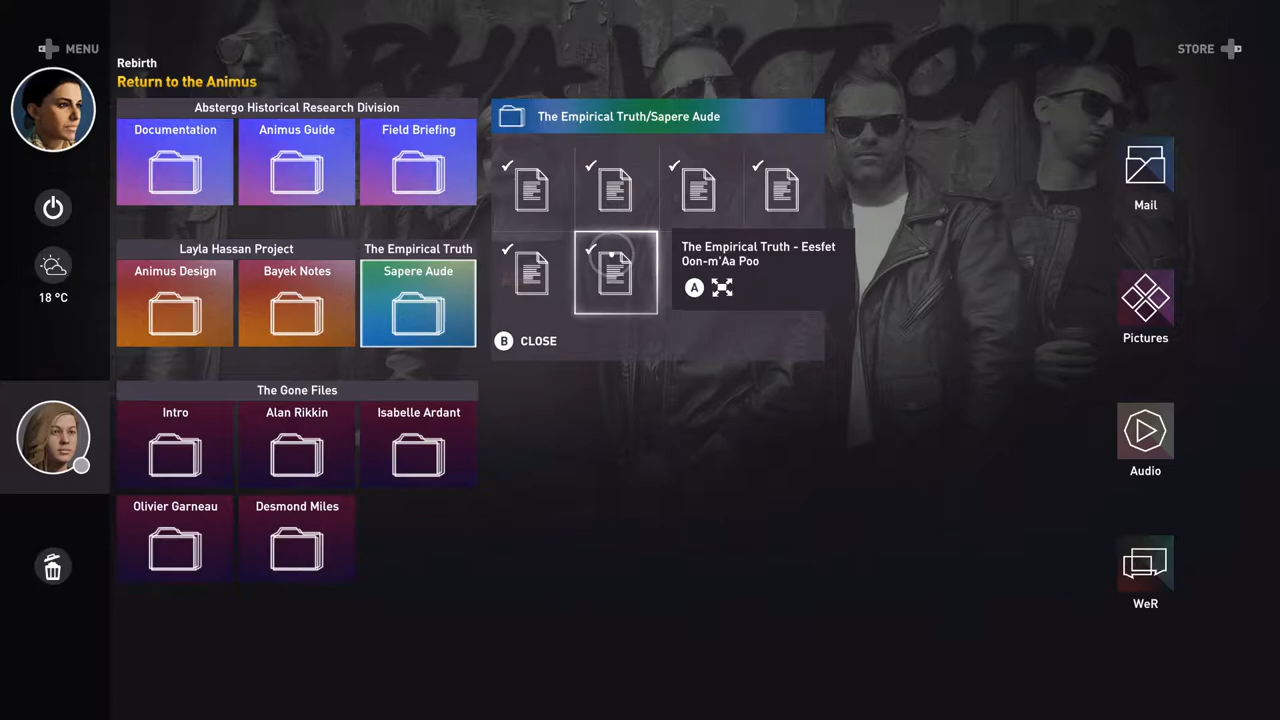 MENU
STORE
Rebirth
Return to the Animus
Abstergo Historical Research Division
Documentation
Animus Guide
Field Briefing
Layla Hassan Project
The Empirical Truth
Animus Design
Bayek Notes
Sapere Aude
The Gone Files
Intro
Alan Rikkin
Isabelle Ardant
Olivier Garneau
Desmond Miles
18 °C
The Empirical Truth/Sapere Aude
The Empirical Truth - Eesfet
Oon-m'Aa Poo
A
B CLOSE
Mail
Pictures
Audio
WeR